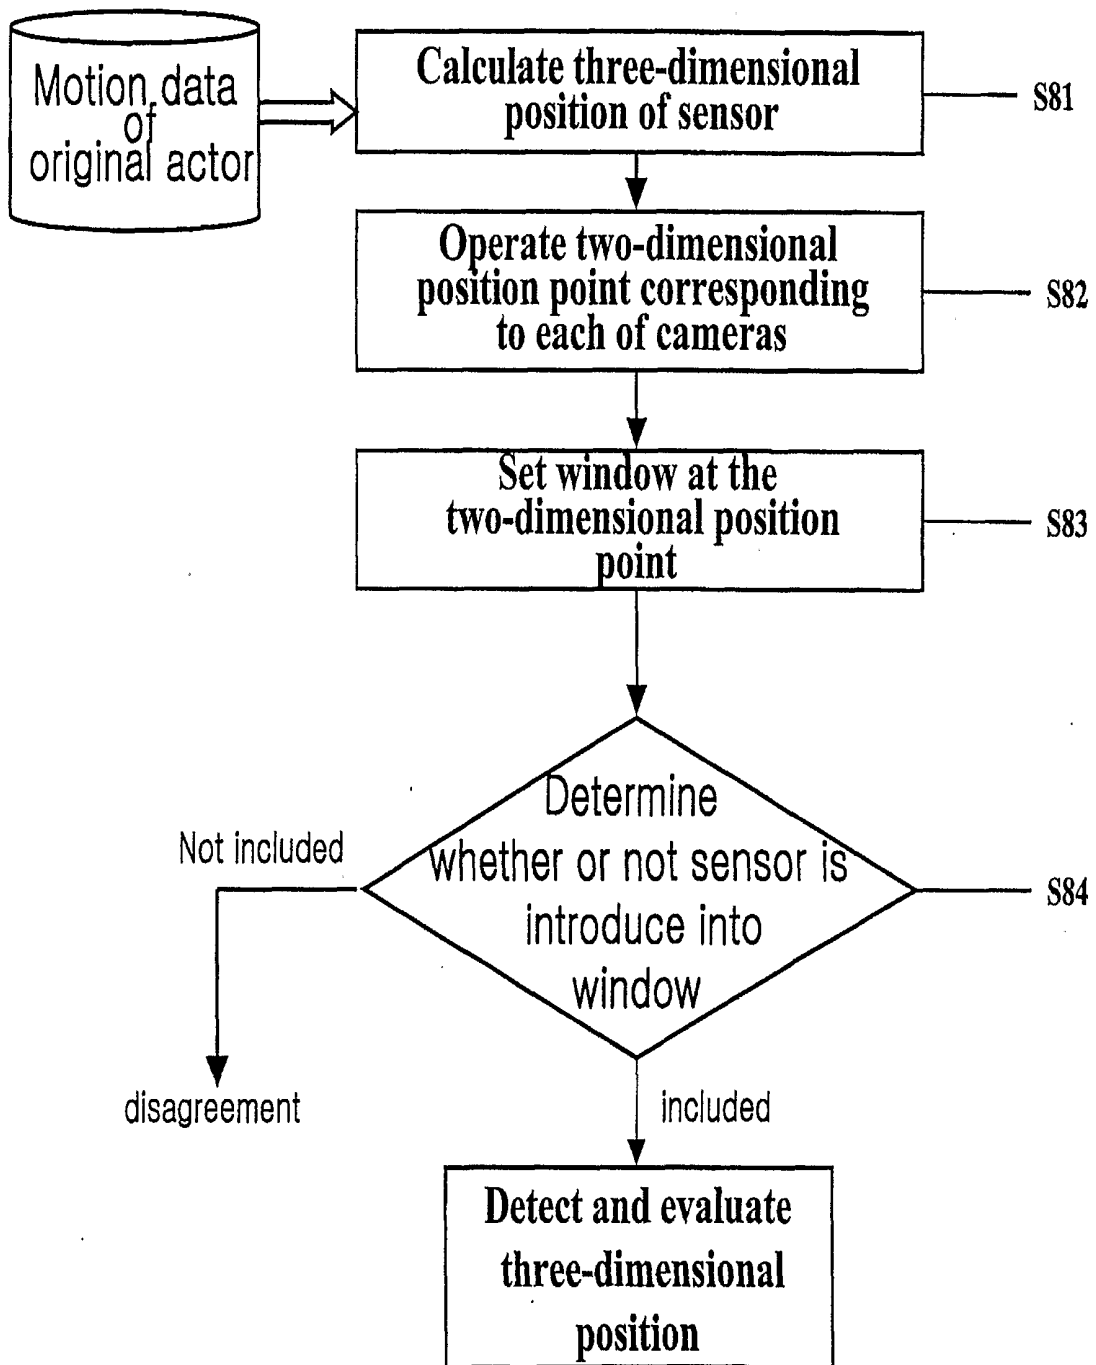 Motion data
of
original actor
Calculate three-dimensional
position of sensor
S81
Operate two-dimensional
position point corresponding
to each of cameras
S82
Set window at the
two-dimensional position
point
S83
Determine
whether or not sensor is
introduce into
window
S84
Not included
disagreement
included
Detect and evaluate
three-dimensional
position